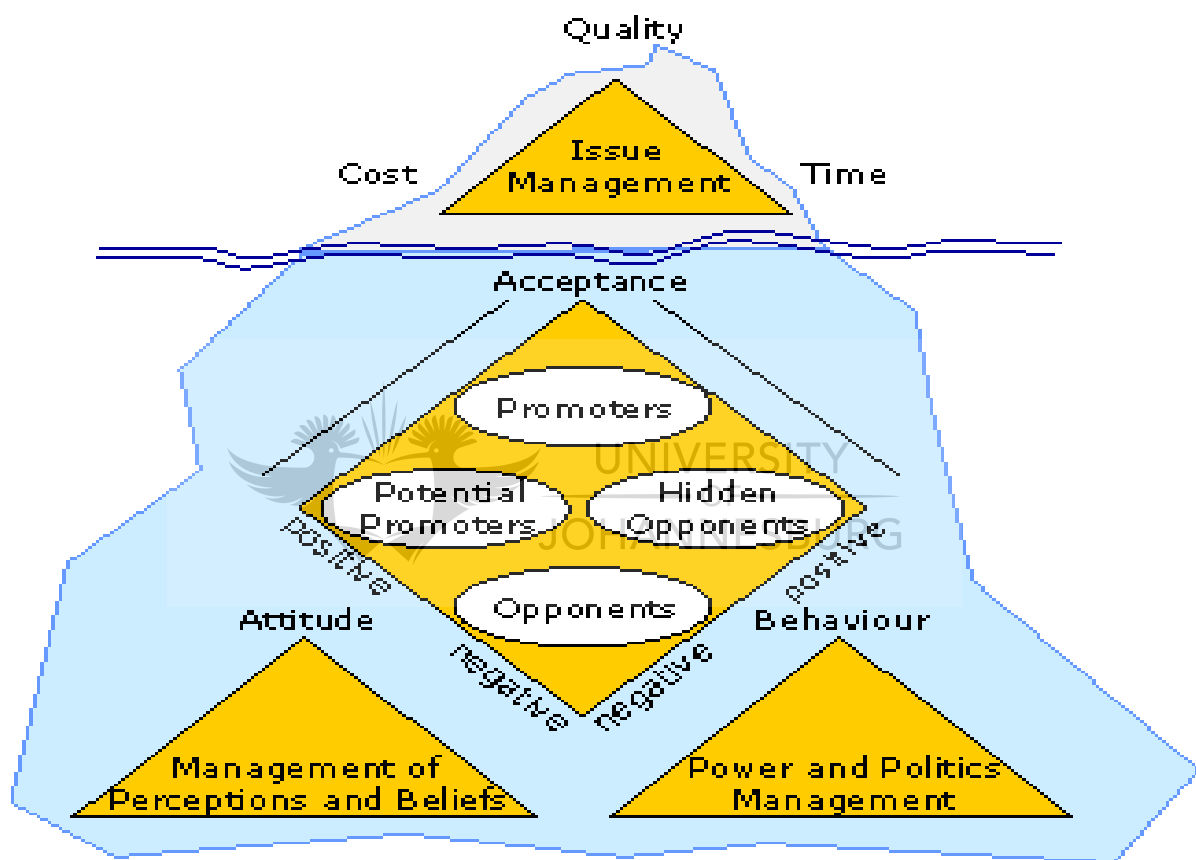 Quality
Cost
Issue
Management
Time
Acceptance
Promoters
UNIVERSITY
OF
JOHANNESBURG
Potential
Promoters
Hidden
Opponents
positive
positive
Opponents
Attitude
Behaviour
negative
negative
Management of
Perceptions and Beliefs
Power and Politics
Management